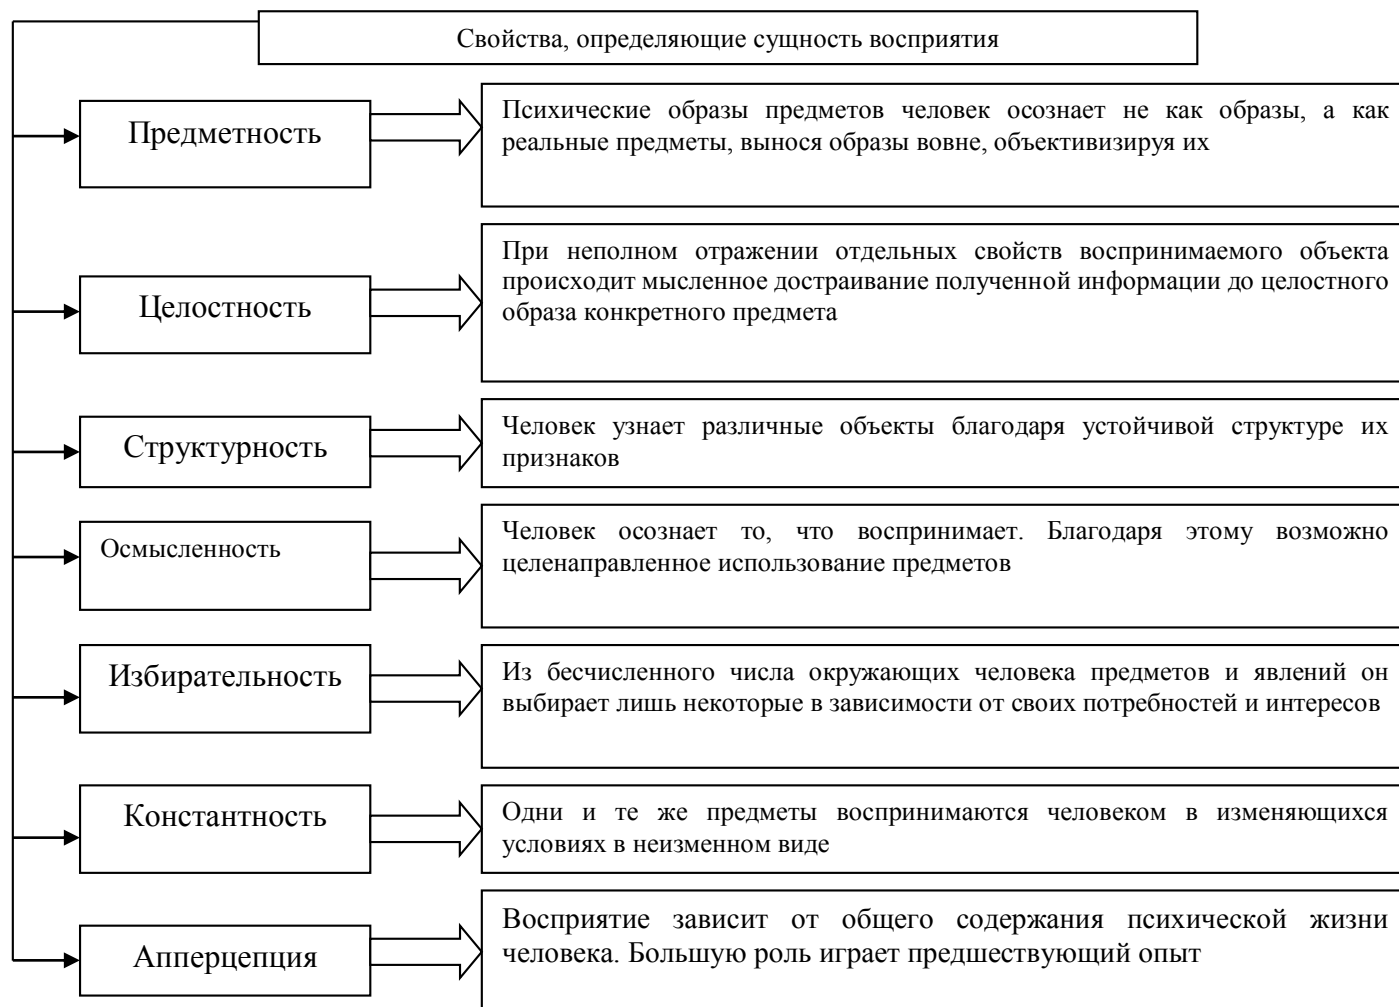 Свойства, определяющие сущность восприятия
Предметность
Психические образы предметов человек осознает не как образы, а как
реальные предметы, вынося образы вовне, объективизируя их
Целостность
При неполном отражении отдельных свойств воспринимаемого объекта
происходит мысленное достраивание полученной информации до целостного
образа конкретного предмета
Структурность
Человек узнает различные объекты благодаря устойчивой структуре их
признаков
Осмысленность
Человек осознает то, что воспринимает. Благодаря этому возможно
целенаправленное использование предметов
Избирательность
Из бесчисленного числа окружающих человека предметов и явлений он
выбирает лишь некоторые в зависимости от своих потребностей и интересов
Константность
Одни и те же предметы воспринимаются человеком в изменяющихся
условиях в неизменном виде
Апперцепция
Восприятие зависит от общего содержания психической жизни
человека. Большую роль играет предшествующий опыт